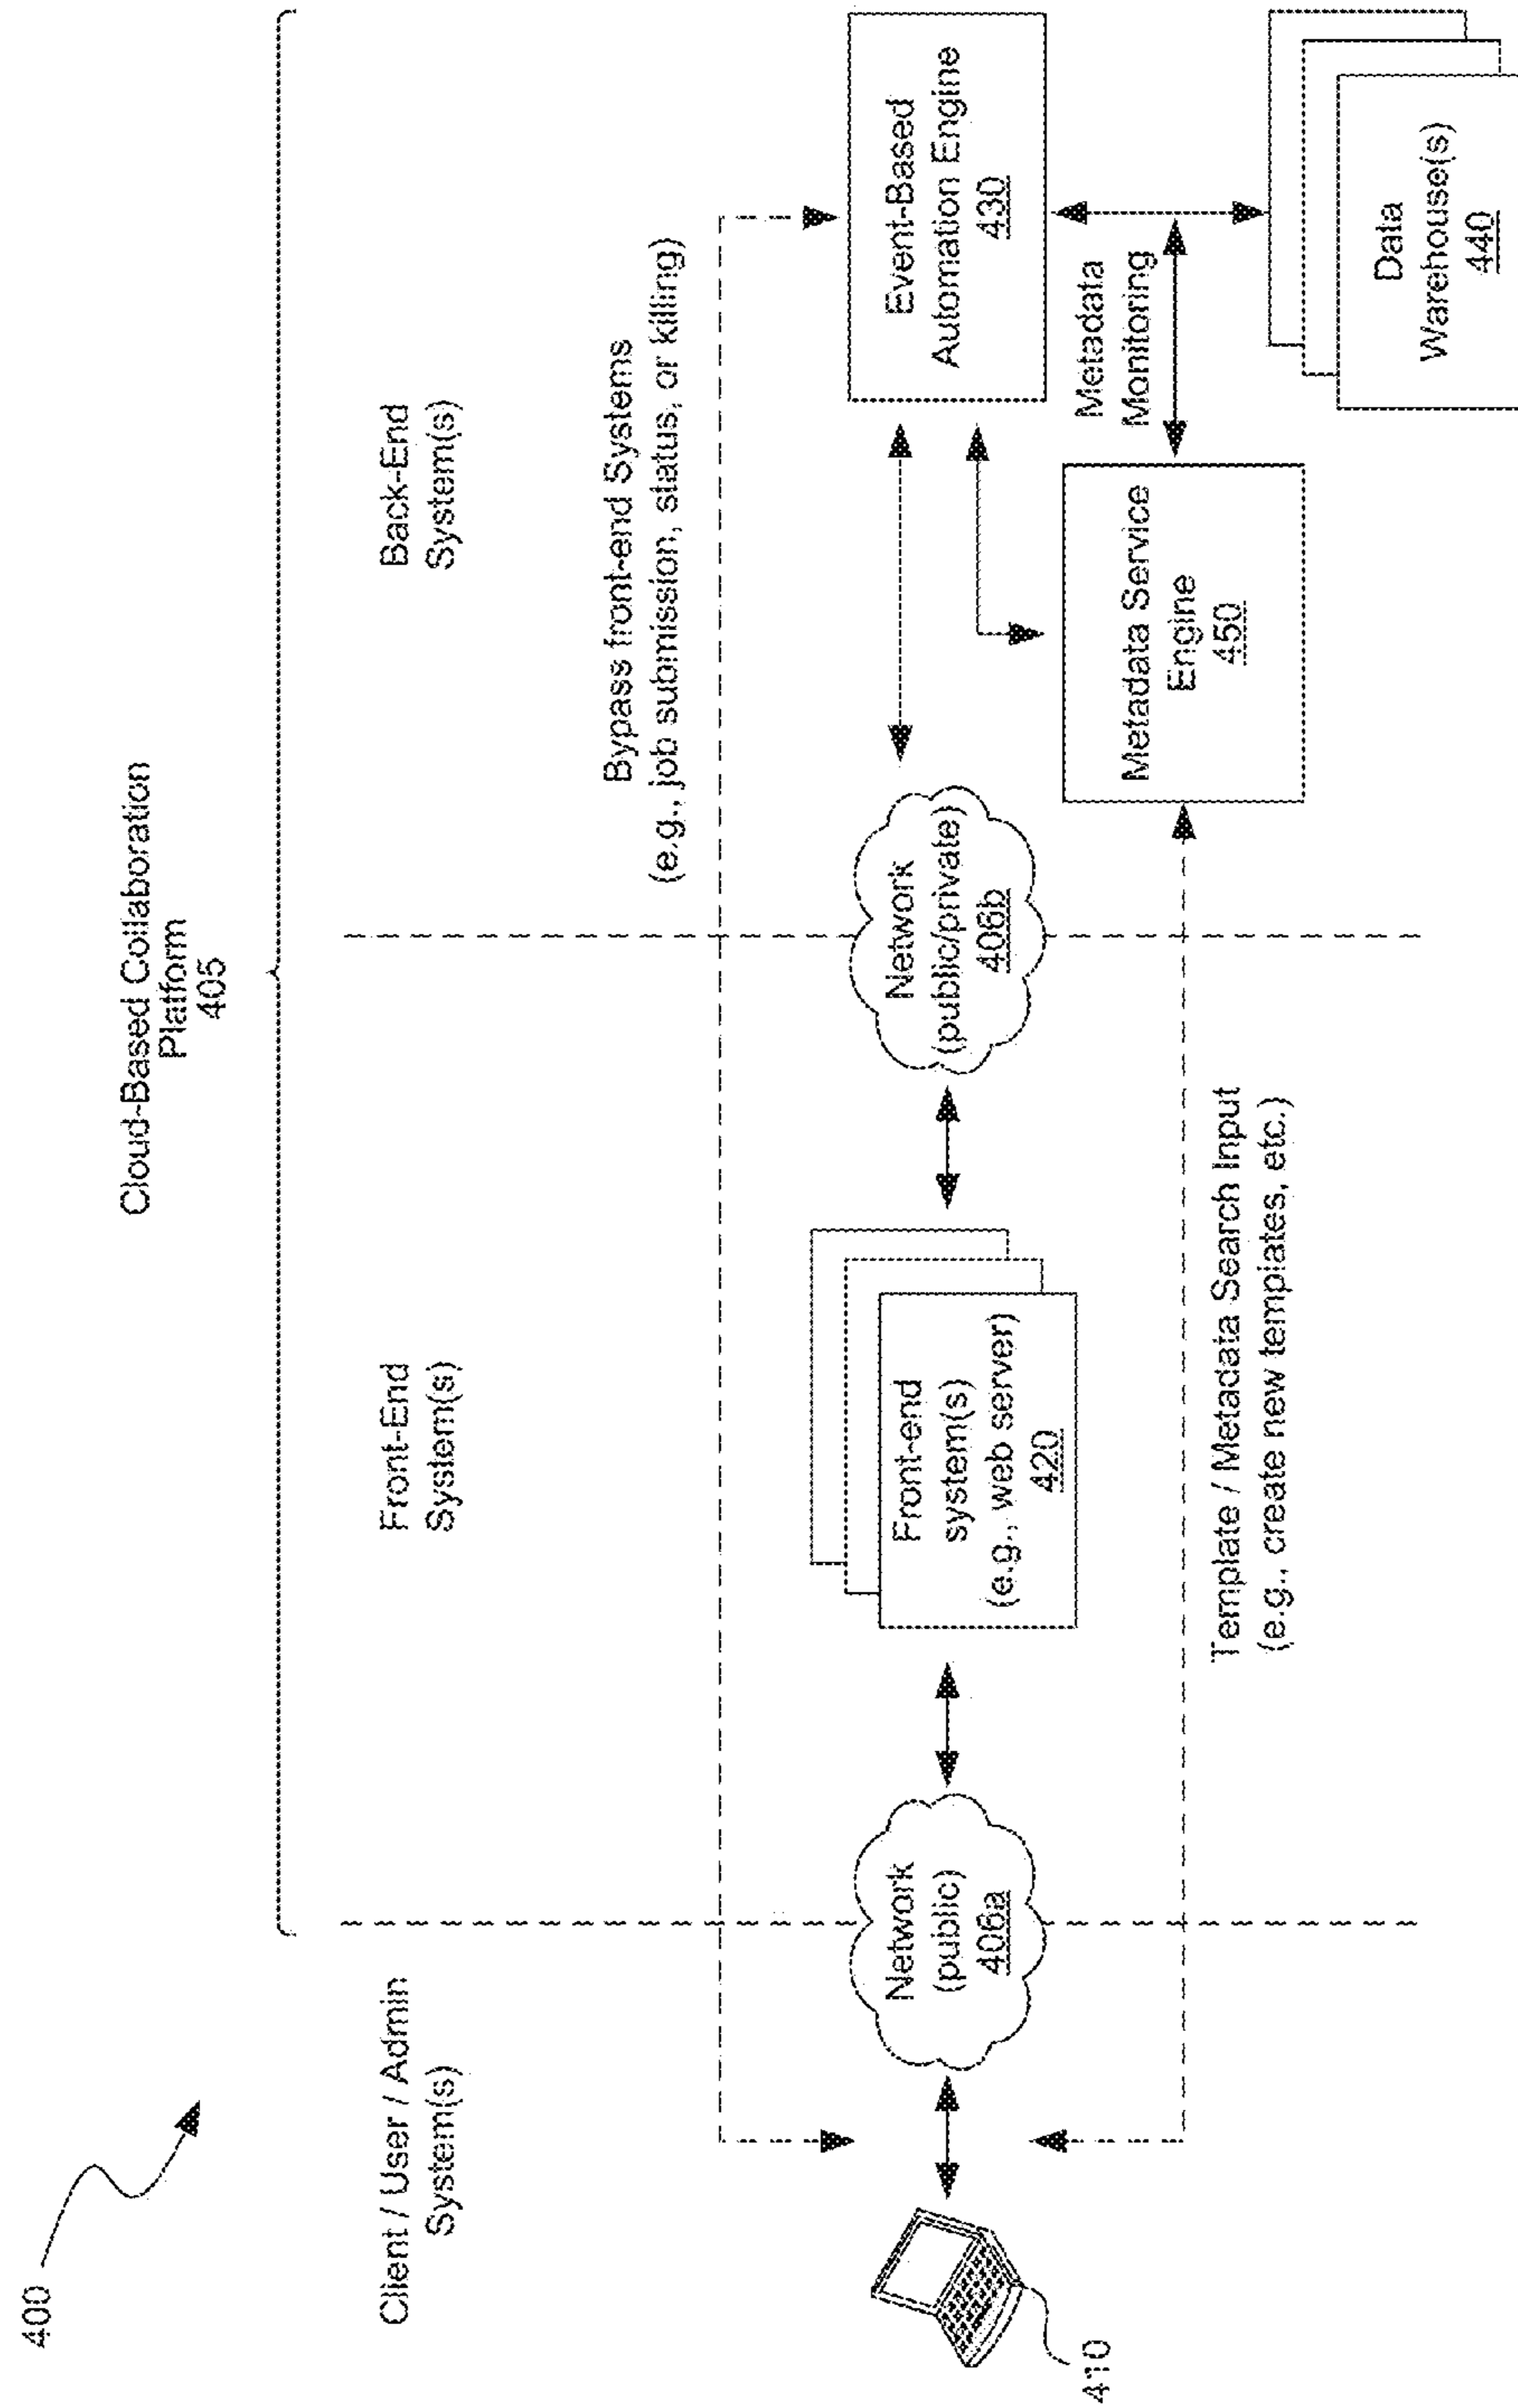 400
Cloud-Based Collaboration
Platform
405
Client / User / Admin
System(s)
Front-End
System(s)
Back-End
System(s)
Bypass front-end Systems
(e.g., job submission, status, or killing)
410
Network
(public)
406a
Front-end
system(s)
(e.g., web server)
420
Network
(public/private)
406b
Event-Based
Automation Engine
430
Metadata
Monitoring
Metadata Service
Engine
450
Data
Warehouse(s)
440
Template / Metadata Search Input
(e.g., create new templates, etc.)